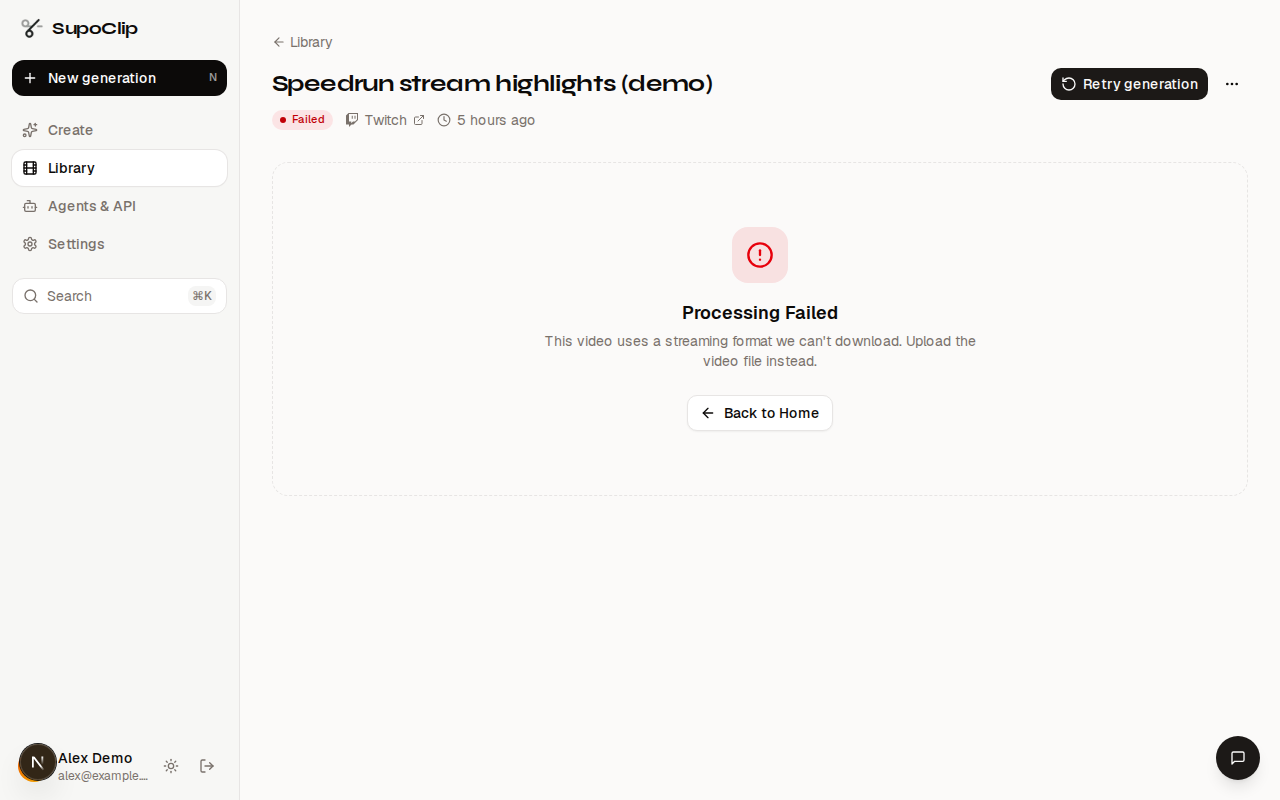 SupoClip
New generation N
Create
Library
Agents & API
Settings
Search ⌘K
Alex Demo
alex@example....
Library
Speedrun stream highlights (demo)
Retry generation
Failed Twitch 5 hours ago
Processing Failed
This video uses a streaming format we can't download. Upload the
video file instead.
Back to Home